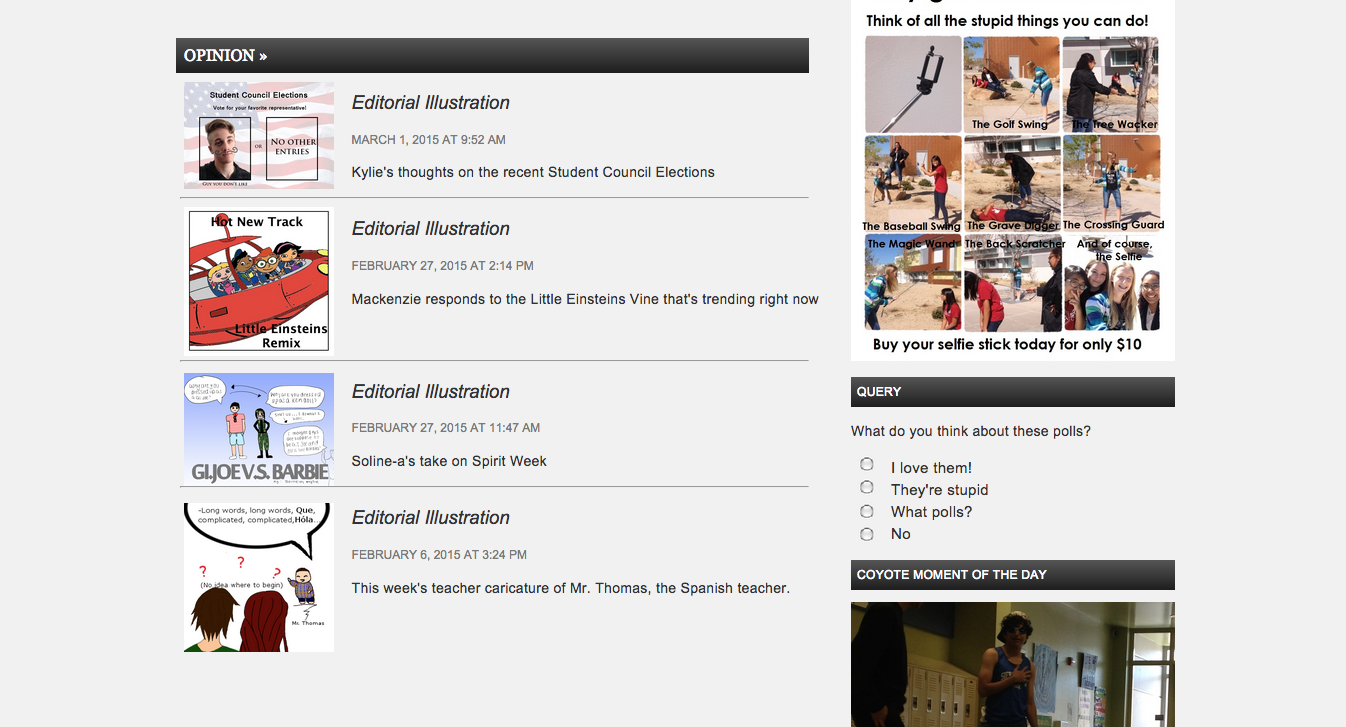 OPINION »
Student Council Elections
Vote for your favorite representative!
OR
NO OTHER
ENTRIES
GUY YOU DON'T LIKE
Editorial Illustration
MARCH 1, 2015 AT 9:52 AM
Kylie's thoughts on the recent Student Council Elections
Hot New Track
Little Einsteins
Remix
Editorial Illustration
FEBRUARY 27, 2015 AT 2:14 PM
Mackenzie responds to the Little Einsteins Vine that's trending right now
GI.JOE V.S. BARBIE
Editorial Illustration
FEBRUARY 27, 2015 AT 11:47 AM
Soline-a's take on Spirit Week
-Long words, long words, Que,
complicated, complicated,Hóla...
? ? ?
(No idea where to begin)
Mr. Thomas
Editorial Illustration
FEBRUARY 6, 2015 AT 3:24 PM
This week's teacher caricature of Mr. Thomas, the Spanish teacher.
Think of all the stupid things you can do!
The Golf Swing
The Tree Wacker
The Baseball Swing
The Grave Digger
The Crossing Guard
The Magic Wand
The Back Scratcher
And of course,
the Selfie
Buy your selfie stick today for only $10
QUERY
What do you think about these polls?
I love them!
They're stupid
What polls?
No
COYOTE MOMENT OF THE DAY